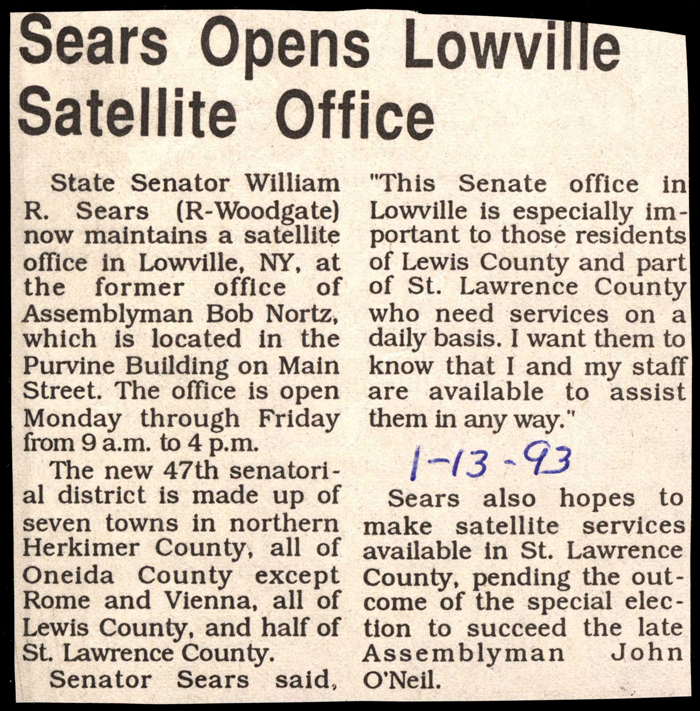 Sears Opens Lowville
Satellite Office
State Senator William
R. Sears (R-Woodgate)
now maintains a satellite
office in Lowville, NY, at
the former office of
Assemblyman Bob Nortz,
which is located in the
Purvine Building on Main
Street. The office is open
Monday through Friday
from 9 a.m. to 4 p.m.
The new 47th senatori-
al district is made up of
seven towns in northern
Herkimer County, all of
Oneida County except
Rome and Vienna, all of
Lewis County, and half of
St. Lawrence County.
Senator Sears said,
"This Senate office in
Lowville is especially im-
portant to those residents
of Lewis County and part
of St. Lawrence County
who need services on a
daily basis. I want them to
know that I and my staff
are available to assist
them in any way."
1-13-93
Sears also hopes to
make satellite services
available in St. Lawrence
County, pending the out-
come of the special elec-
tion to succeed the late
Assemblyman John
O'Neil.